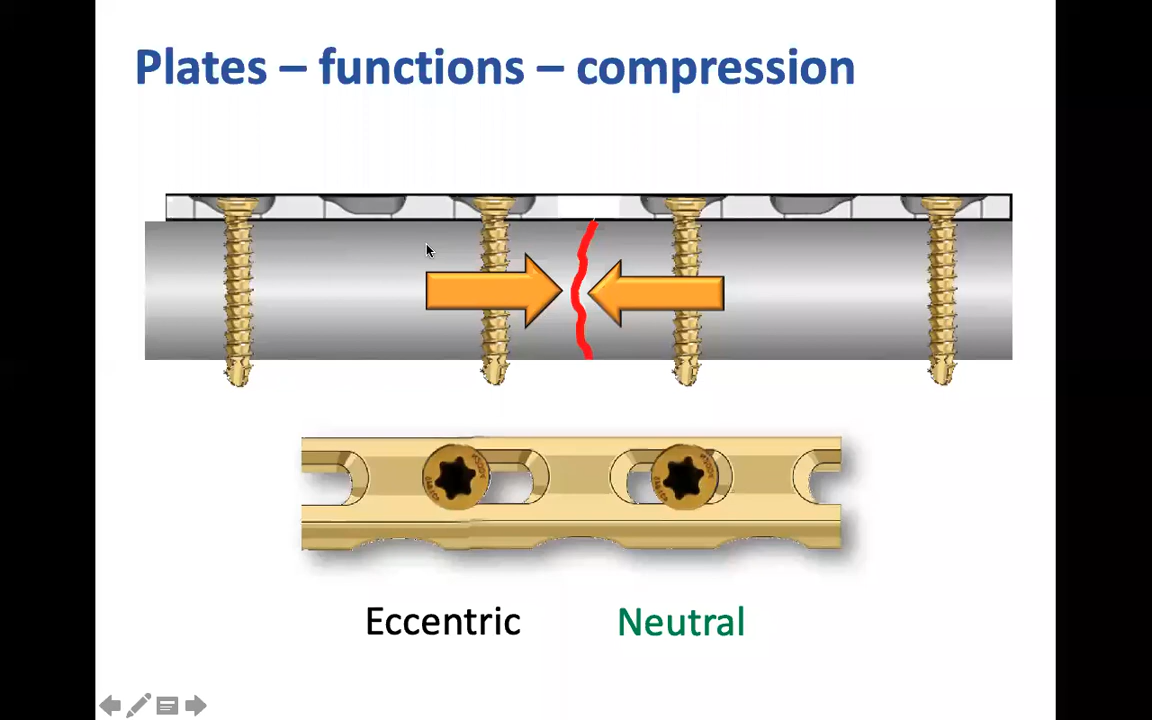 Plates – functions – compression
Eccentric
Neutral